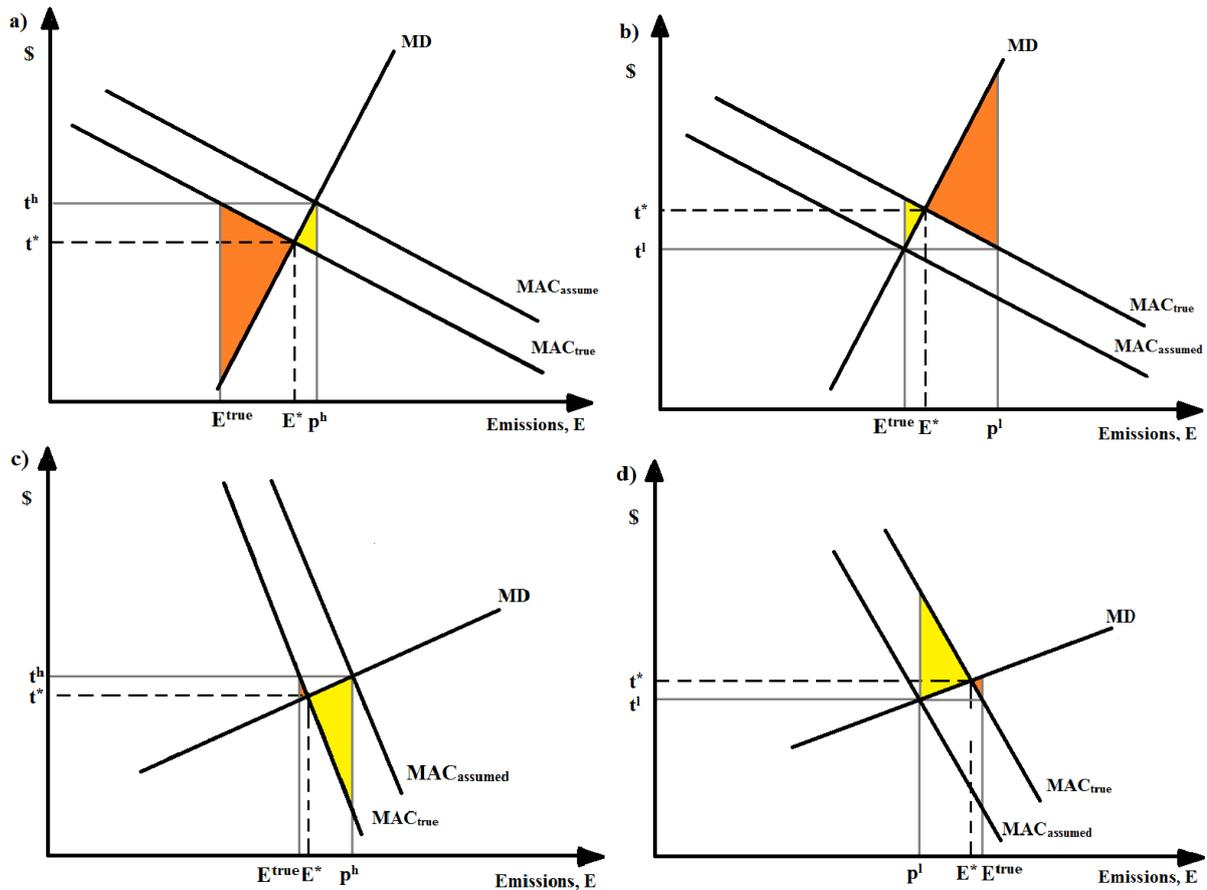 a)
$
MD
t^h
t*
MAC_assume
MAC_true
E^true E* p^h
Emissions, E
b)
$
MD
t*
t^l
MAC_true
MAC_assumed
E^true E* p^l
Emissions, E
c)
$
MD
t^h
t*
MAC_assumed
MAC_true
E^true E* p^h
Emissions, E
d)
$
MD
t*
t^l
MAC_true
MAC_assumed
p^l E* E^true
Emissions, E